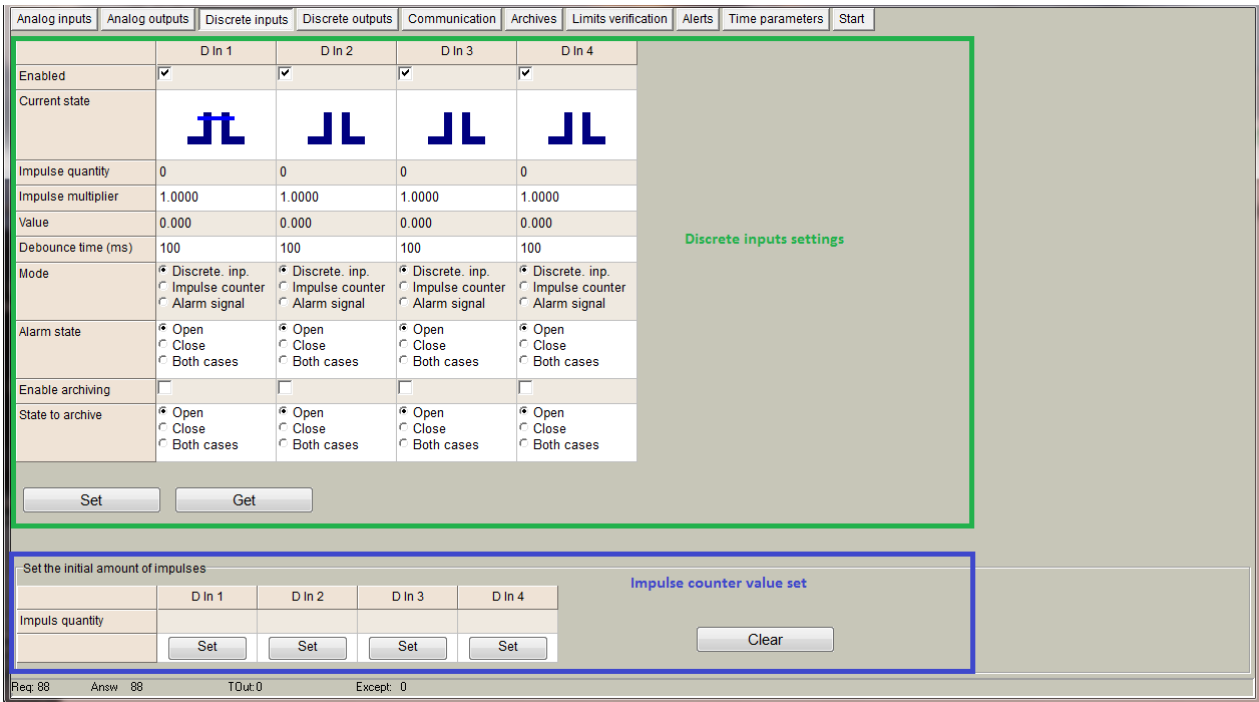 Analog inputs Analog outputs Discrete inputs Discrete outputs Communication Archives Limits verification Alerts Time parameters Start
D In 1 D In 2 D In 3 D In 4
Enabled
Current state
Impulse quantity 0 0 0 0
Impulse multiplier 1.0000 1.0000 1.0000 1.0000
Value 0.000 0.000 0.000 0.000
Discrete inputs settings
Debounce time (ms) 100 100 100 100
Mode Discrete. inp. Discrete. inp. Discrete. inp. Discrete. inp.
Impulse counter Impulse counter Impulse counter Impulse counter
Alarm signal Alarm signal Alarm signal Alarm signal
Alarm state Open Open Open Open
Close Close Close Close
Both cases Both cases Both cases Both cases
Enable archiving
State to archive Open Open Open Open
Close Close Close Close
Both cases Both cases Both cases Both cases
Set Get
Set the initial amount of impulses
Impulse counter value set
D In 1 D In 2 D In 3 D In 4
Impuls quantity
Set Set Set Set Clear
Req: 88 Answ 88 TOut:0 Except: 0